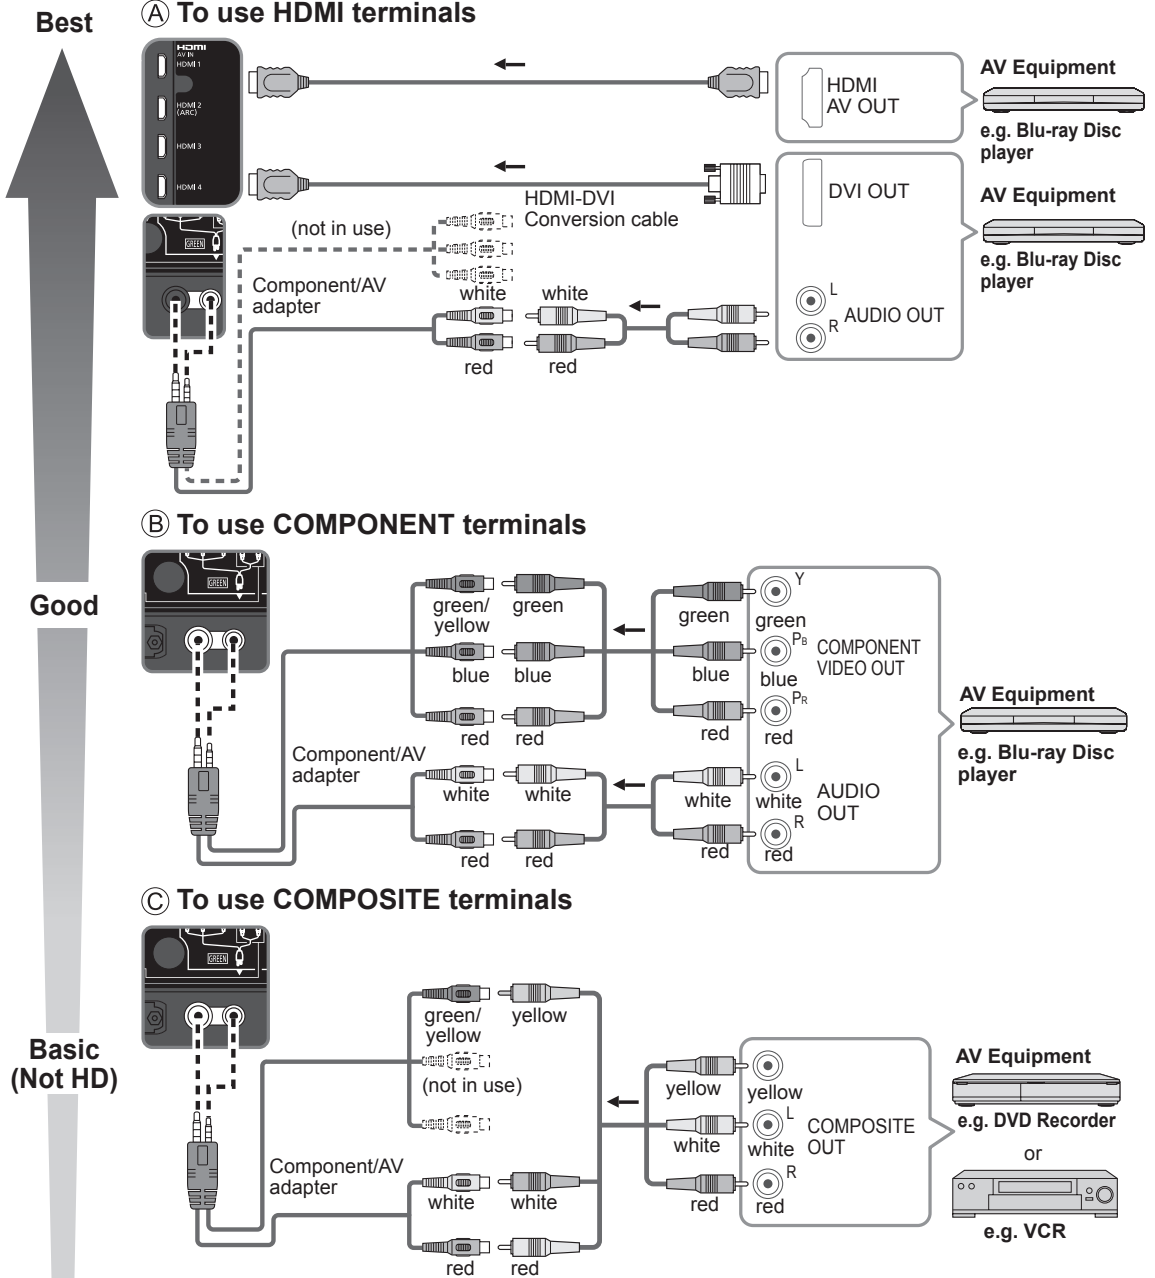 Best
Ⓐ To use HDMI terminals
HDMI
AV IN
HDMI 1
HDMI 2
(ARC)
HDMI 3
HDMI 4
HDMI
AV OUT
AV Equipment
e.g. Blu-ray Disc
player
HDMI-DVI
Conversion cable
DVI OUT
AV Equipment
e.g. Blu-ray Disc
player
GREEN
(not in use)
Component/AV
adapter
white
white
red
red
L
R
AUDIO OUT
Ⓑ To use COMPONENT terminals
Good
GREEN
green/
yellow
green
green
Y
green
blue
blue
blue
PB
blue
COMPONENT
VIDEO OUT
red
red
red
PR
red
AV Equipment
e.g. Blu-ray Disc
player
Component/AV
adapter
white
white
white
L
white
AUDIO
OUT
red
red
red
R
red
Ⓒ To use COMPOSITE terminals
Basic
(Not HD)
GREEN
green/
yellow
yellow
(not in use)
yellow
yellow
white
L
white
COMPOSITE
OUT
red
R
red
Component/AV
adapter
white
white
red
red
AV Equipment
e.g. DVD Recorder
or
e.g. VCR